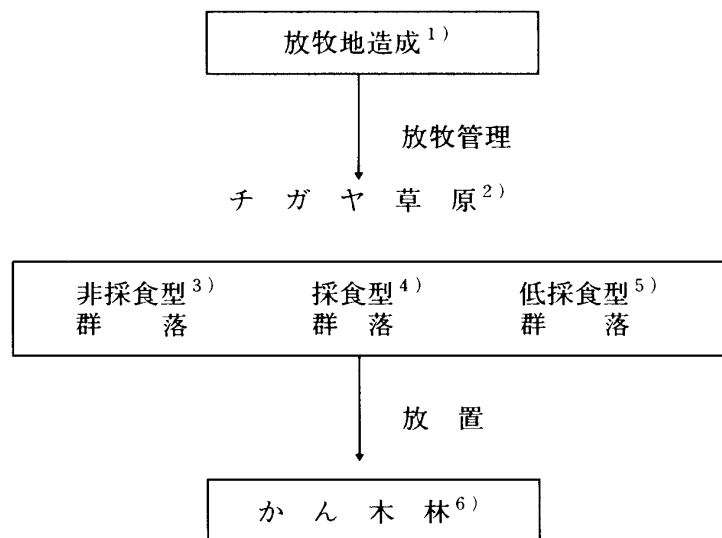 放牧地造成1)
放牧管理
チガヤ草原2)
非採食型3) 採食型4) 低採食型5)
群落 群落 群落
放置
かん木林6)